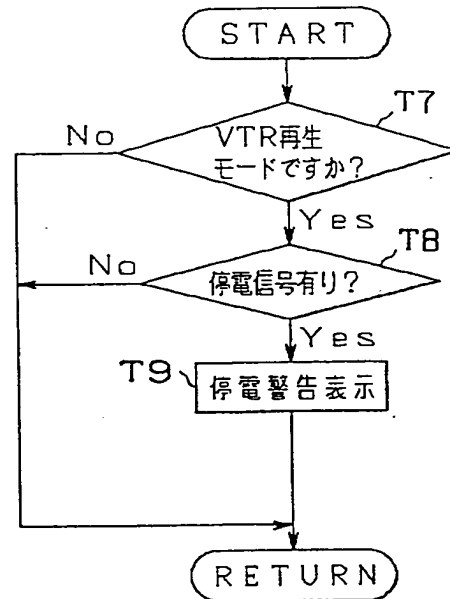 START
T7
No
VTR再生
モードですか?
Yes
T8
No
停電信号有り?
Yes
T9
停電警告表示
RETURN